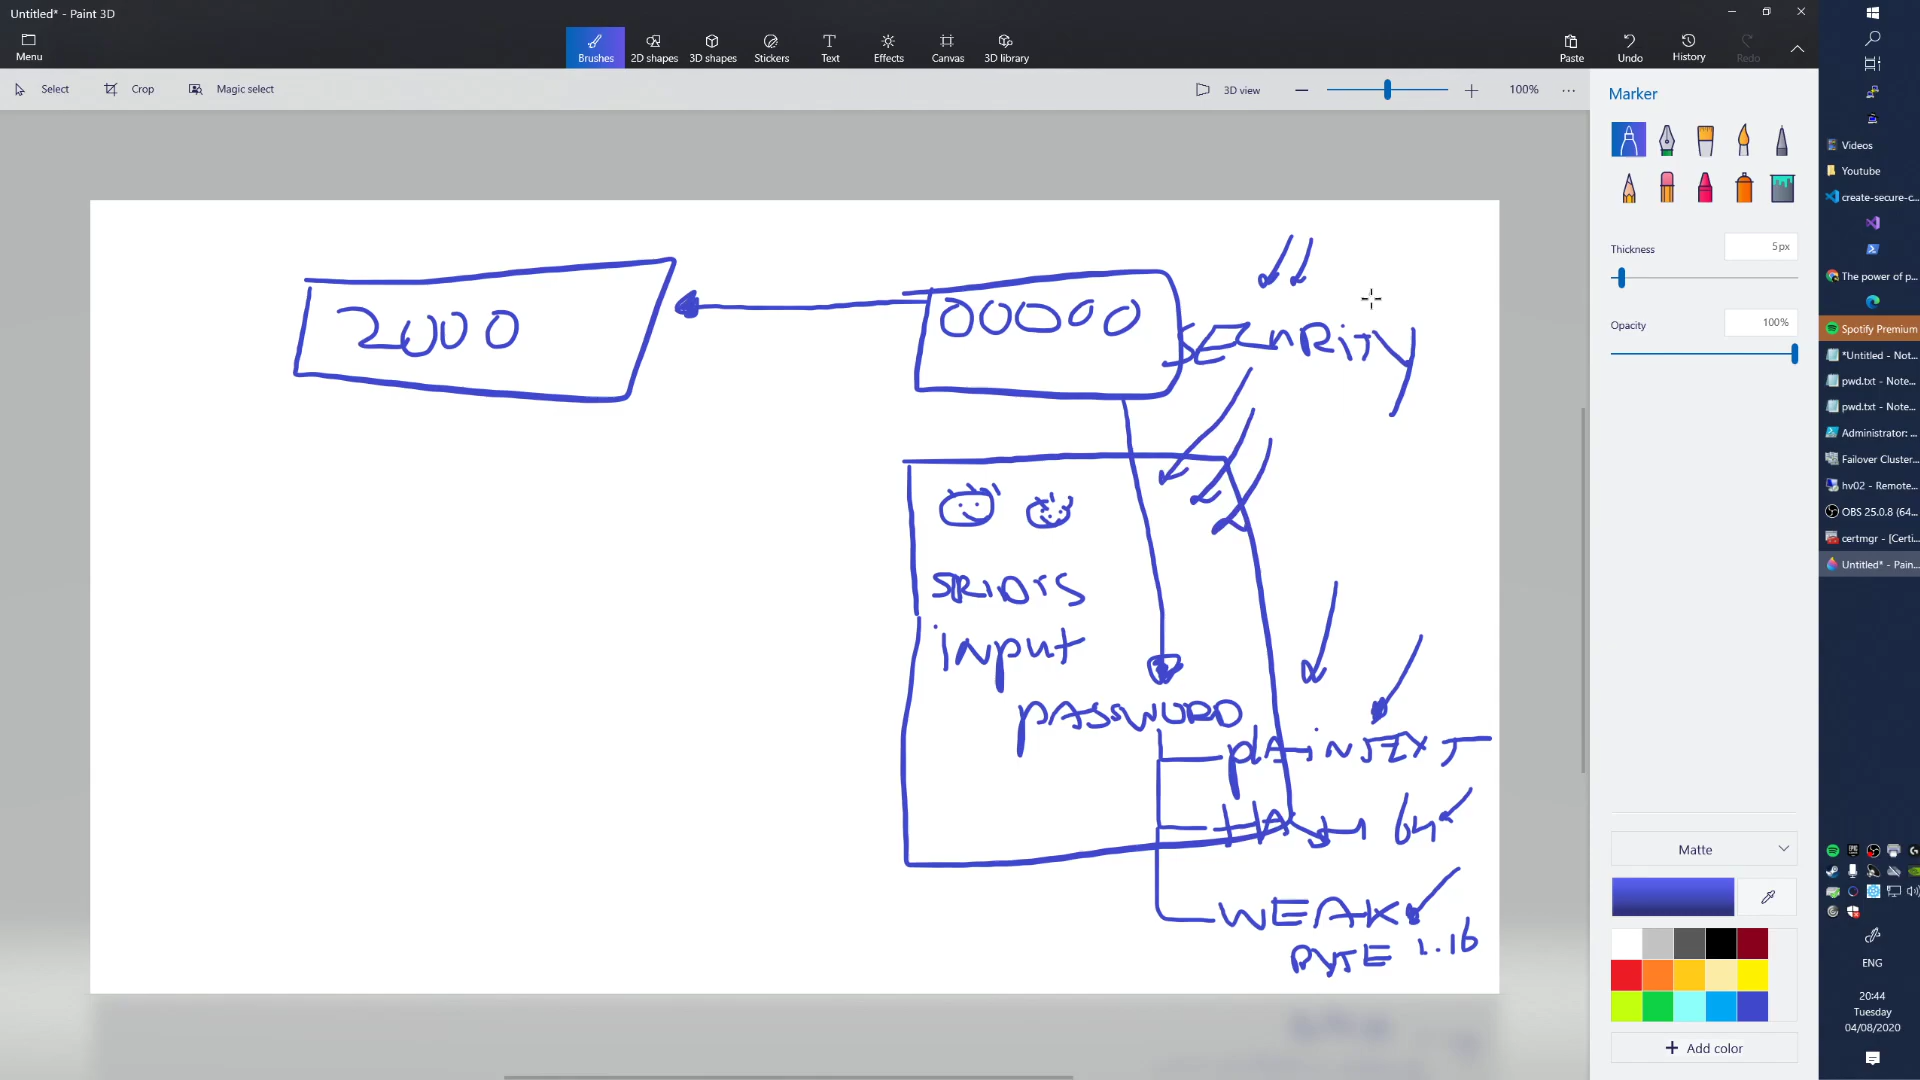 Untitled* - Paint 3D
Menu
Brushes
2D shapes
3D shapes
Stickers
Text
Effects
Canvas
3D library
Paste
Undo
History
Redo
Select
Crop
Magic select
3D view
100%
Marker
Thickness
5px
Opacity
100%
Matte
Add color
2000
00000
SECURITY
input
PASSWORD
PLAINTEXT
HASH 64
WEAK
BYTE 1.16
Videos
Youtube
create-secure-c...
The power of p...
Spotify Premium
*Untitled - Not...
pwd.txt - Note...
pwd.txt - Note...
Administrator: ...
Failover Cluster...
hv02 - Remote...
OBS 25.0.8 (64...
certmgr - [Certi...
Untitled* - Pain...
ENG
20:44
Tuesday
04/08/2020